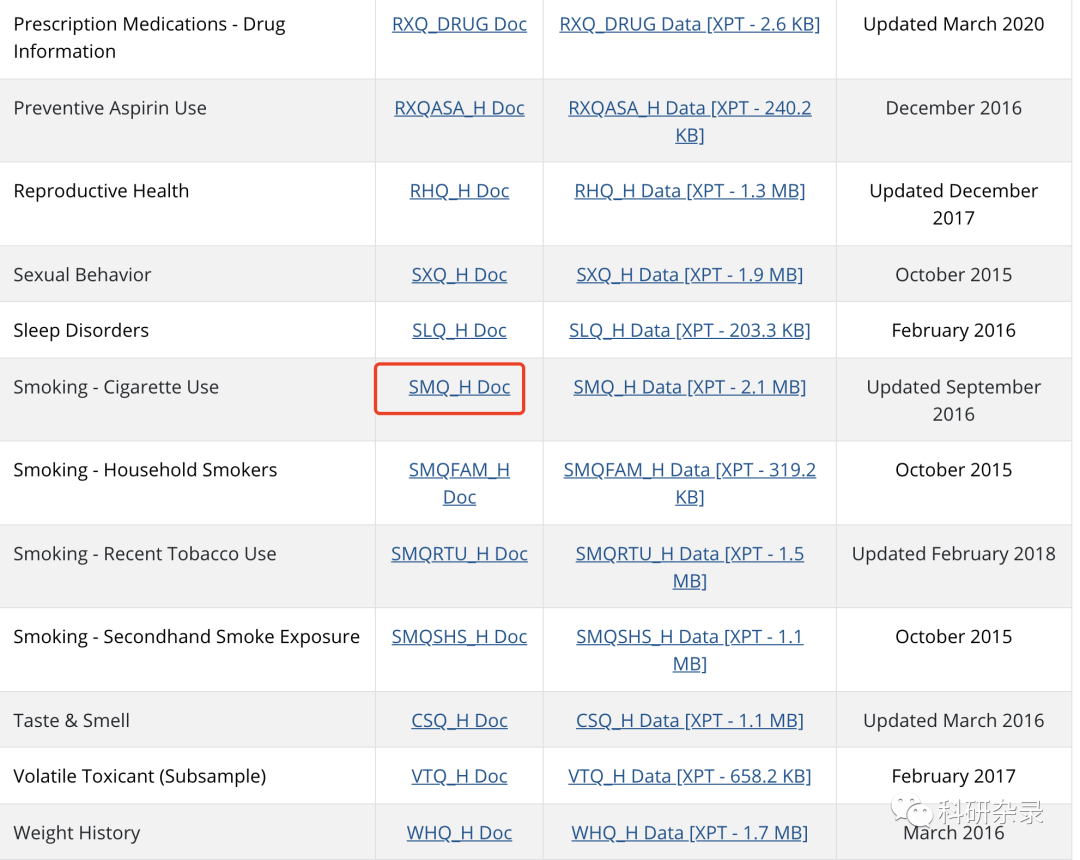 Prescription Medications - Drug Information RXQ_DRUG Doc RXQ_DRUG Data [XPT - 2.6 KB] Updated March 2020
Preventive Aspirin Use RXQASA_H Doc RXQASA_H Data [XPT - 240.2 KB] December 2016
Reproductive Health RHQ_H Doc RHQ_H Data [XPT - 1.3 MB] Updated December 2017
Sexual Behavior SXQ_H Doc SXQ_H Data [XPT - 1.9 MB] October 2015
Sleep Disorders SLQ_H Doc SLQ_H Data [XPT - 203.3 KB] February 2016
Smoking - Cigarette Use SMQ_H Doc SMQ_H Data [XPT - 2.1 MB] Updated September 2016
Smoking - Household Smokers SMQFAM_H Doc SMQFAM_H Data [XPT - 319.2 KB] October 2015
Smoking - Recent Tobacco Use SMQRTU_H Doc SMQRTU_H Data [XPT - 1.5 MB] Updated February 2018
Smoking - Secondhand Smoke Exposure SMQSHS_H Doc SMQSHS_H Data [XPT - 1.1 MB] October 2015
Taste & Smell CSQ_H Doc CSQ_H Data [XPT - 1.1 MB] Updated March 2016
Volatile Toxicant (Subsample) VTQ_H Doc VTQ_H Data [XPT - 658.2 KB] February 2017
Weight History WHQ_H Doc WHQ_H Data [XPT - 1.7 MB] March 2016
科研杂录